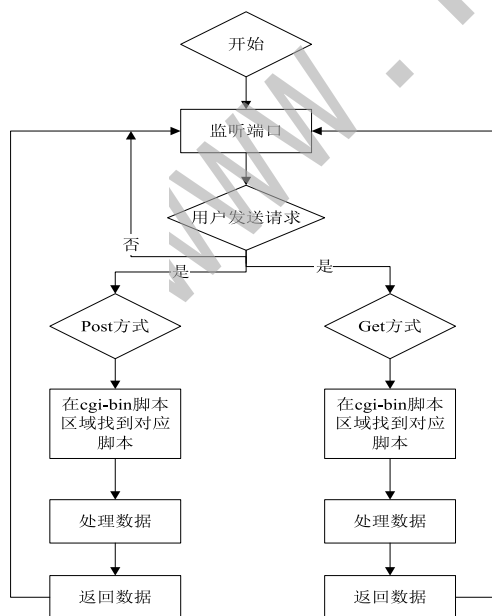 开始
监听端口
用户发送请求
否
是
是
Post方式
Get方式
在cgi-bin脚本
区域找到对应
脚本
在cgi-bin脚本
区域找到对应
脚本
处理数据
处理数据
返回数据
返回数据
www.